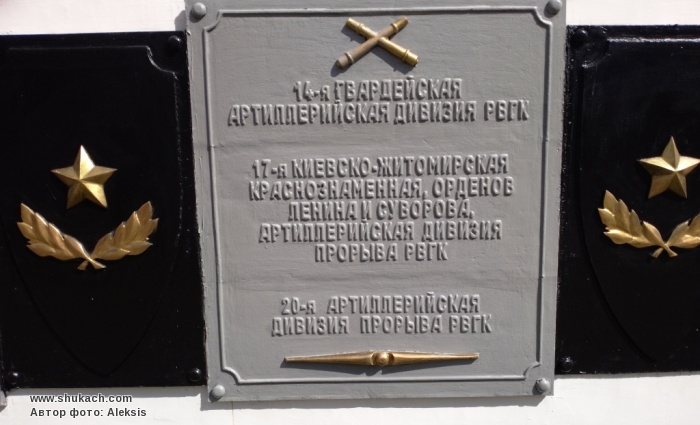 14-я ГВАРДЕЙСКАЯ
АРТИЛЛЕРИЙСКАЯ ДИВИЗИЯ РВГК
17-я КИЕВСКО-ЖИТОМИРСКАЯ
КРАСНОЗНАМЕННАЯ, ОРДЕНОВ
ЛЕНИНА И СУВОРОВА,
АРТИЛЛЕРИЙСКАЯ ДИВИЗИЯ
ПРОРЫВА РВГК
20-я АРТИЛЛЕРИЙСКАЯ
ДИВИЗИЯ ПРОРЫВА РВГК
www.shukach.com
Автор фото: Aleksis